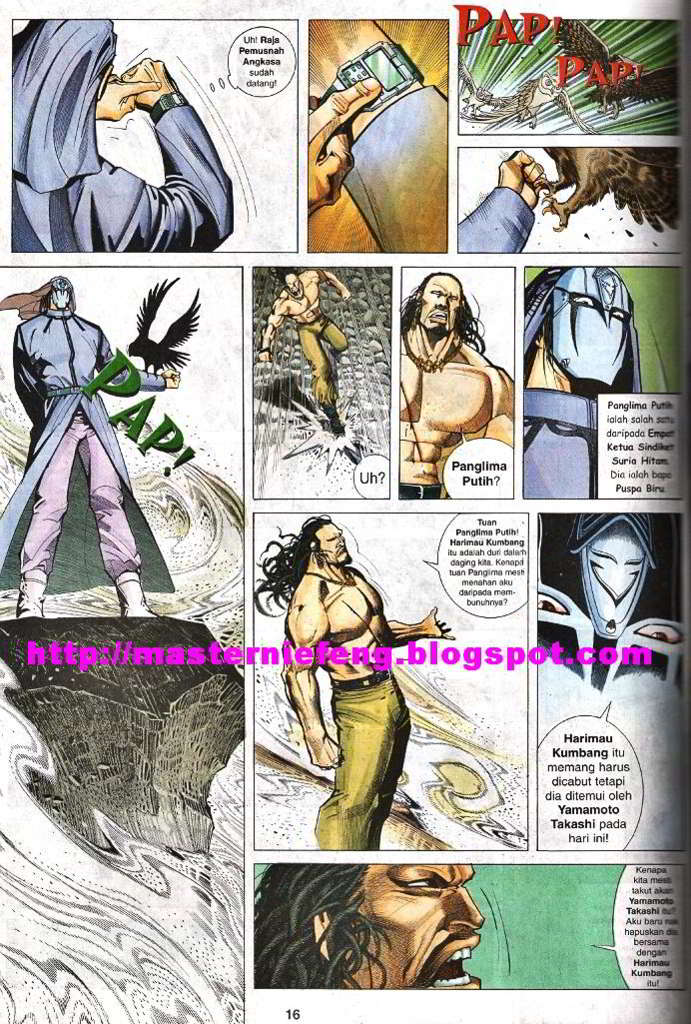 Uh! Raja
Pemusnah
Angkasa
sudah
datang!
PAP!
PAP!
PAP!
Uh?
Panglima
Putih?
Panglima Putih
ialah salah satu
daripada Empat
Ketua Sindiket
Suria Hitam.
Dia ialah bapa
Puspa Biru.
Tuan
Panglima Putih!
Harimau Kumbang
itu adalah duri dalam
daging kita. Kenapa
tuan Panglima mesti
menahan aku
daripada mem-
bunuhnya?
http://masterniefeng.blogspot.com
Harimau
Kumbang itu
memang harus
dicabut tetapi
dia ditemui oleh
Yamamoto
Takashi pada
hari ini!
Kenapa
kita mesti
takut akan
Yamamoto
Takashi itu?
Aku baru nak
hapuskan dia
bersama
dengan
Harimau
Kumbang
itu!
16